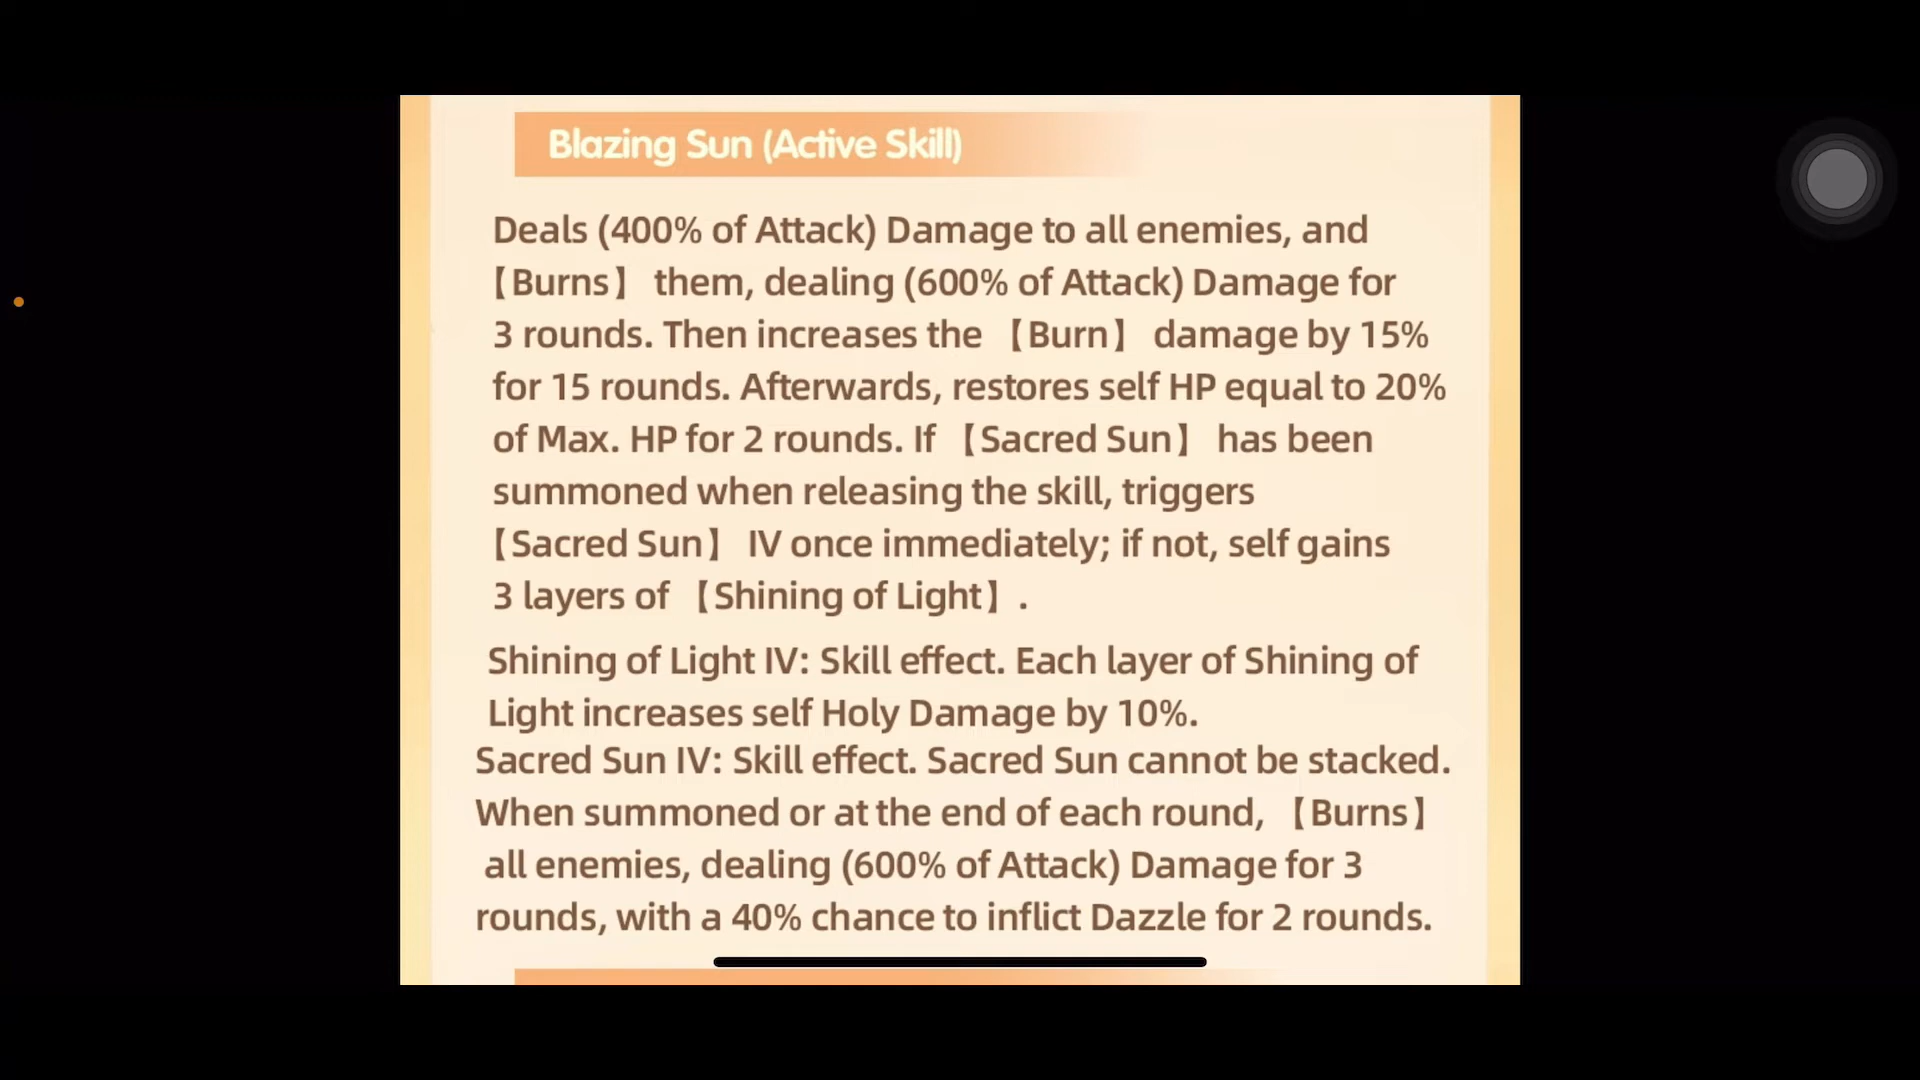 Blazing Sun (Active Skill)
Deals (400% of Attack) Damage to all enemies, and
【Burns】 them, dealing (600% of Attack) Damage for
3 rounds. Then increases the 【Burn】 damage by 15%
for 15 rounds. Afterwards, restores self HP equal to 20%
of Max. HP for 2 rounds. If 【Sacred Sun】 has been
summoned when releasing the skill, triggers
【Sacred Sun】 IV once immediately; if not, self gains
3 layers of 【Shining of Light】.
Shining of Light IV: Skill effect. Each layer of Shining of
Light increases self Holy Damage by 10%.
Sacred Sun IV: Skill effect. Sacred Sun cannot be stacked.
When summoned or at the end of each round, 【Burns】
all enemies, dealing (600% of Attack) Damage for 3
rounds, with a 40% chance to inflict Dazzle for 2 rounds.